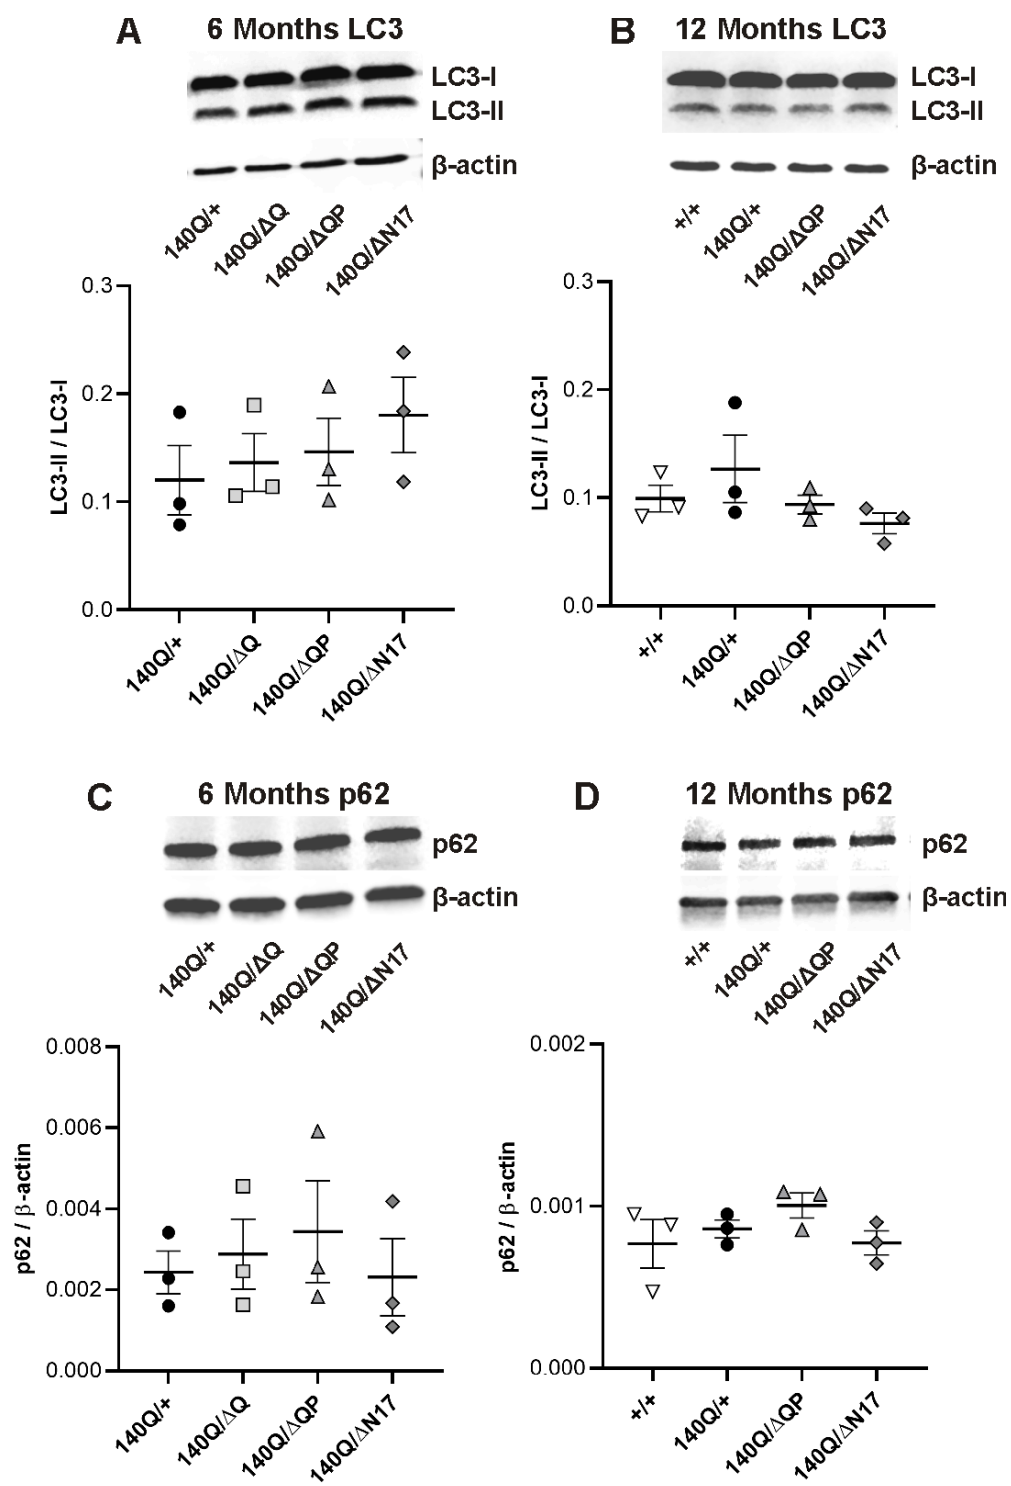 A 6 Months LC3
LC3-I
LC3-II
β-actin
140Q/+ 140Q/ΔQ 140Q/ΔQP 140Q/ΔN17
0.3
0.2
0.1
0.0
LC3-II / LC3-I
140Q/+ 140Q/ΔQ 140Q/ΔQP 140Q/ΔN17
B 12 Months LC3
LC3-I
LC3-II
β-actin
+/+ 140Q/+ 140Q/ΔQP 140Q/ΔN17
0.3
0.2
0.1
0.0
LC3-II / LC3-I
+/+ 140Q/+ 140Q/ΔQP 140Q/ΔN17
C 6 Months p62
p62
β-actin
140Q/+ 140Q/ΔQ 140Q/ΔQP 140Q/ΔN17
0.008
0.006
0.004
0.002
0.000
p62 / β-actin
140Q/+ 140Q/ΔQ 140Q/ΔQP 140Q/ΔN17
D 12 Months p62
p62
β-actin
+/+ 140Q/+ 140Q/ΔQP 140Q/ΔN17
0.002
0.001
0.000
p62 / β-actin
+/+ 140Q/+ 140Q/ΔQP 140Q/ΔN17